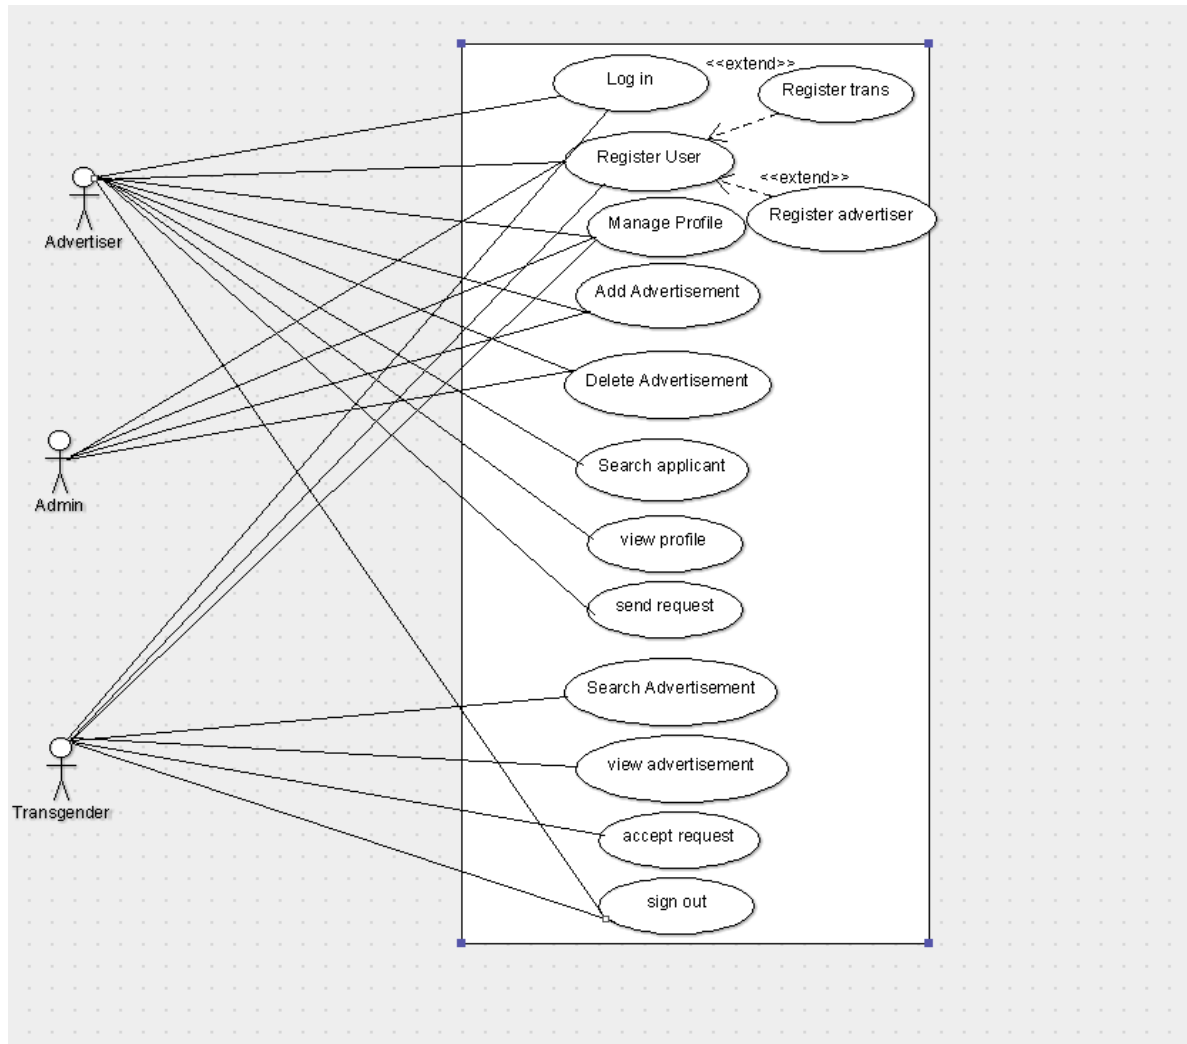 <<extend>>
Log in
Register trans
Register User
<<extend>>
Register advertiser
Manage Profile
Advertiser
Add Advertisement
Delete Advertisement
Search applicant
Admin
view profile
send request
Search Advertisement
view advertisement
Transgender
accept request
sign out